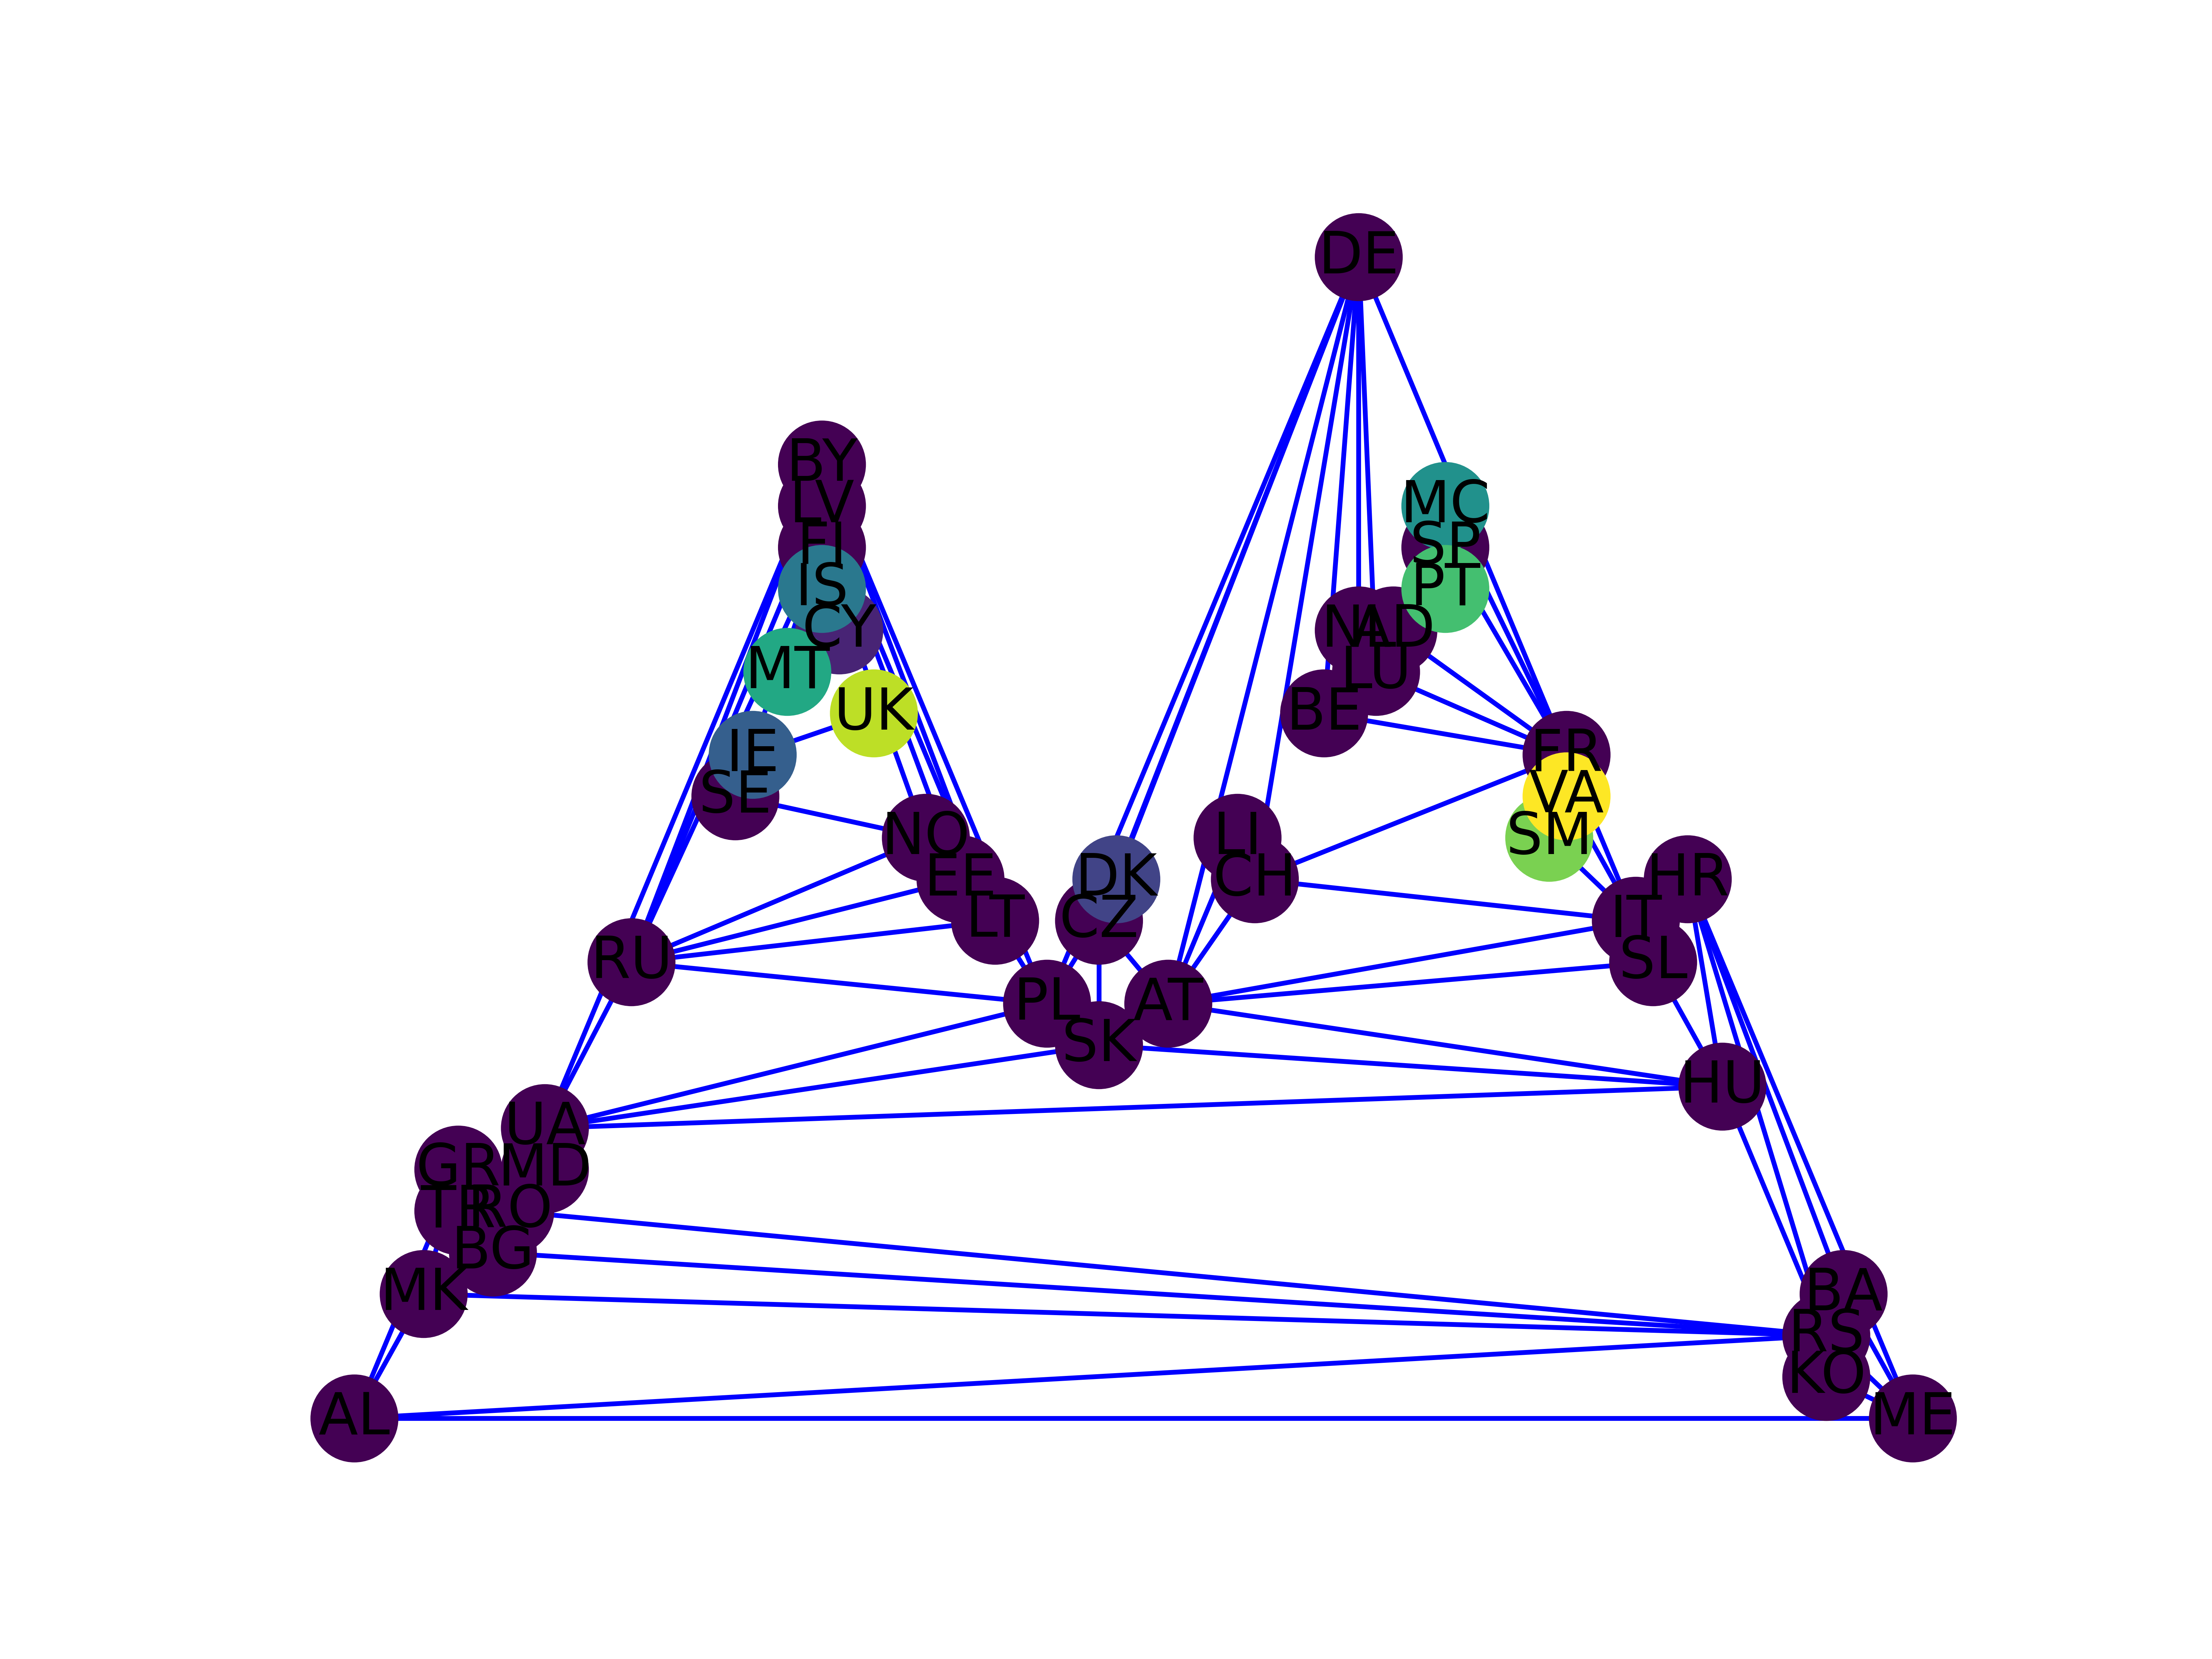 DE
BY
LV
MC
FI
SP
IS
PT
CY
NL
AD
MT
LU
UK
BE
IE
FR
SE
VA
NO
LI
SM
EE
DK
CH
HR
LT
CZ
IT
RU
SL
PL
AT
SK
HU
UA
GR
MD
TR
RO
BG
MK
BA
RS
KO
AL
ME